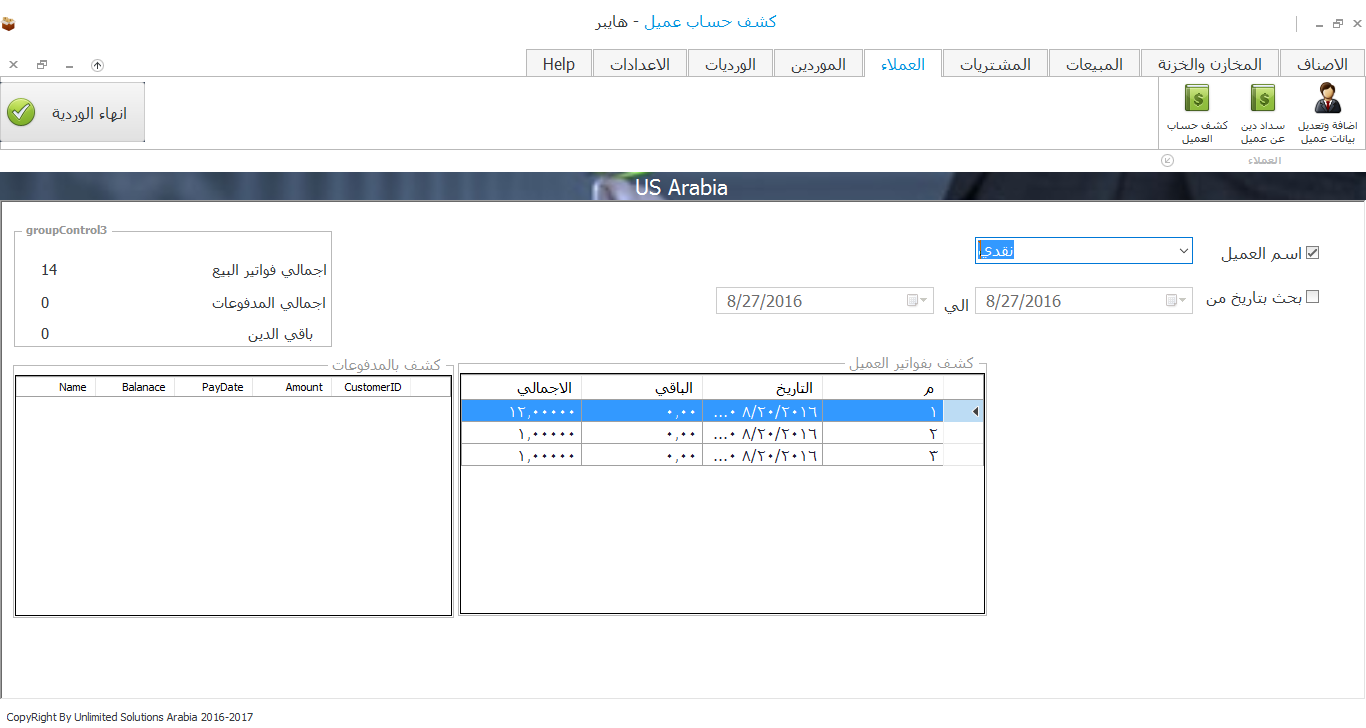 كشف حساب عميل - هايبر
الاصناف المخازن والخزنة المبيعات المشتريات العملاء الموردين الورديات الاعدادات Help
اضافة وتعديل بيانات عميل
سداد دين عن عميل
كشف حساب العميل
العملاء
انهاء الوردية
US Arabia
اسم العميل نقدي
بحث بتاريخ من 8/27/2016 الي 8/27/2016
groupControl3
اجمالي فواتير البيع 14
اجمالي المدفوعات 0
باقي الدين 0
كشف بفواتير العميل
م التاريخ الباقي الاجمالي
١ ٨/٢٠/٢٠١٦ ٠... ٠,٠٠ ١٢,٠٠٠٠٠
٢ ٨/٢٠/٢٠١٦ ٠... ٠,٠٠ ١,٠٠٠٠٠
٣ ٨/٢٠/٢٠١٦ ٠... ٠,٠٠ ١,٠٠٠٠٠
كشف بالمدفوعات
Name Balanace PayDate Amount CustomerID
CopyRight By Unlimited Solutions Arabia 2016-2017